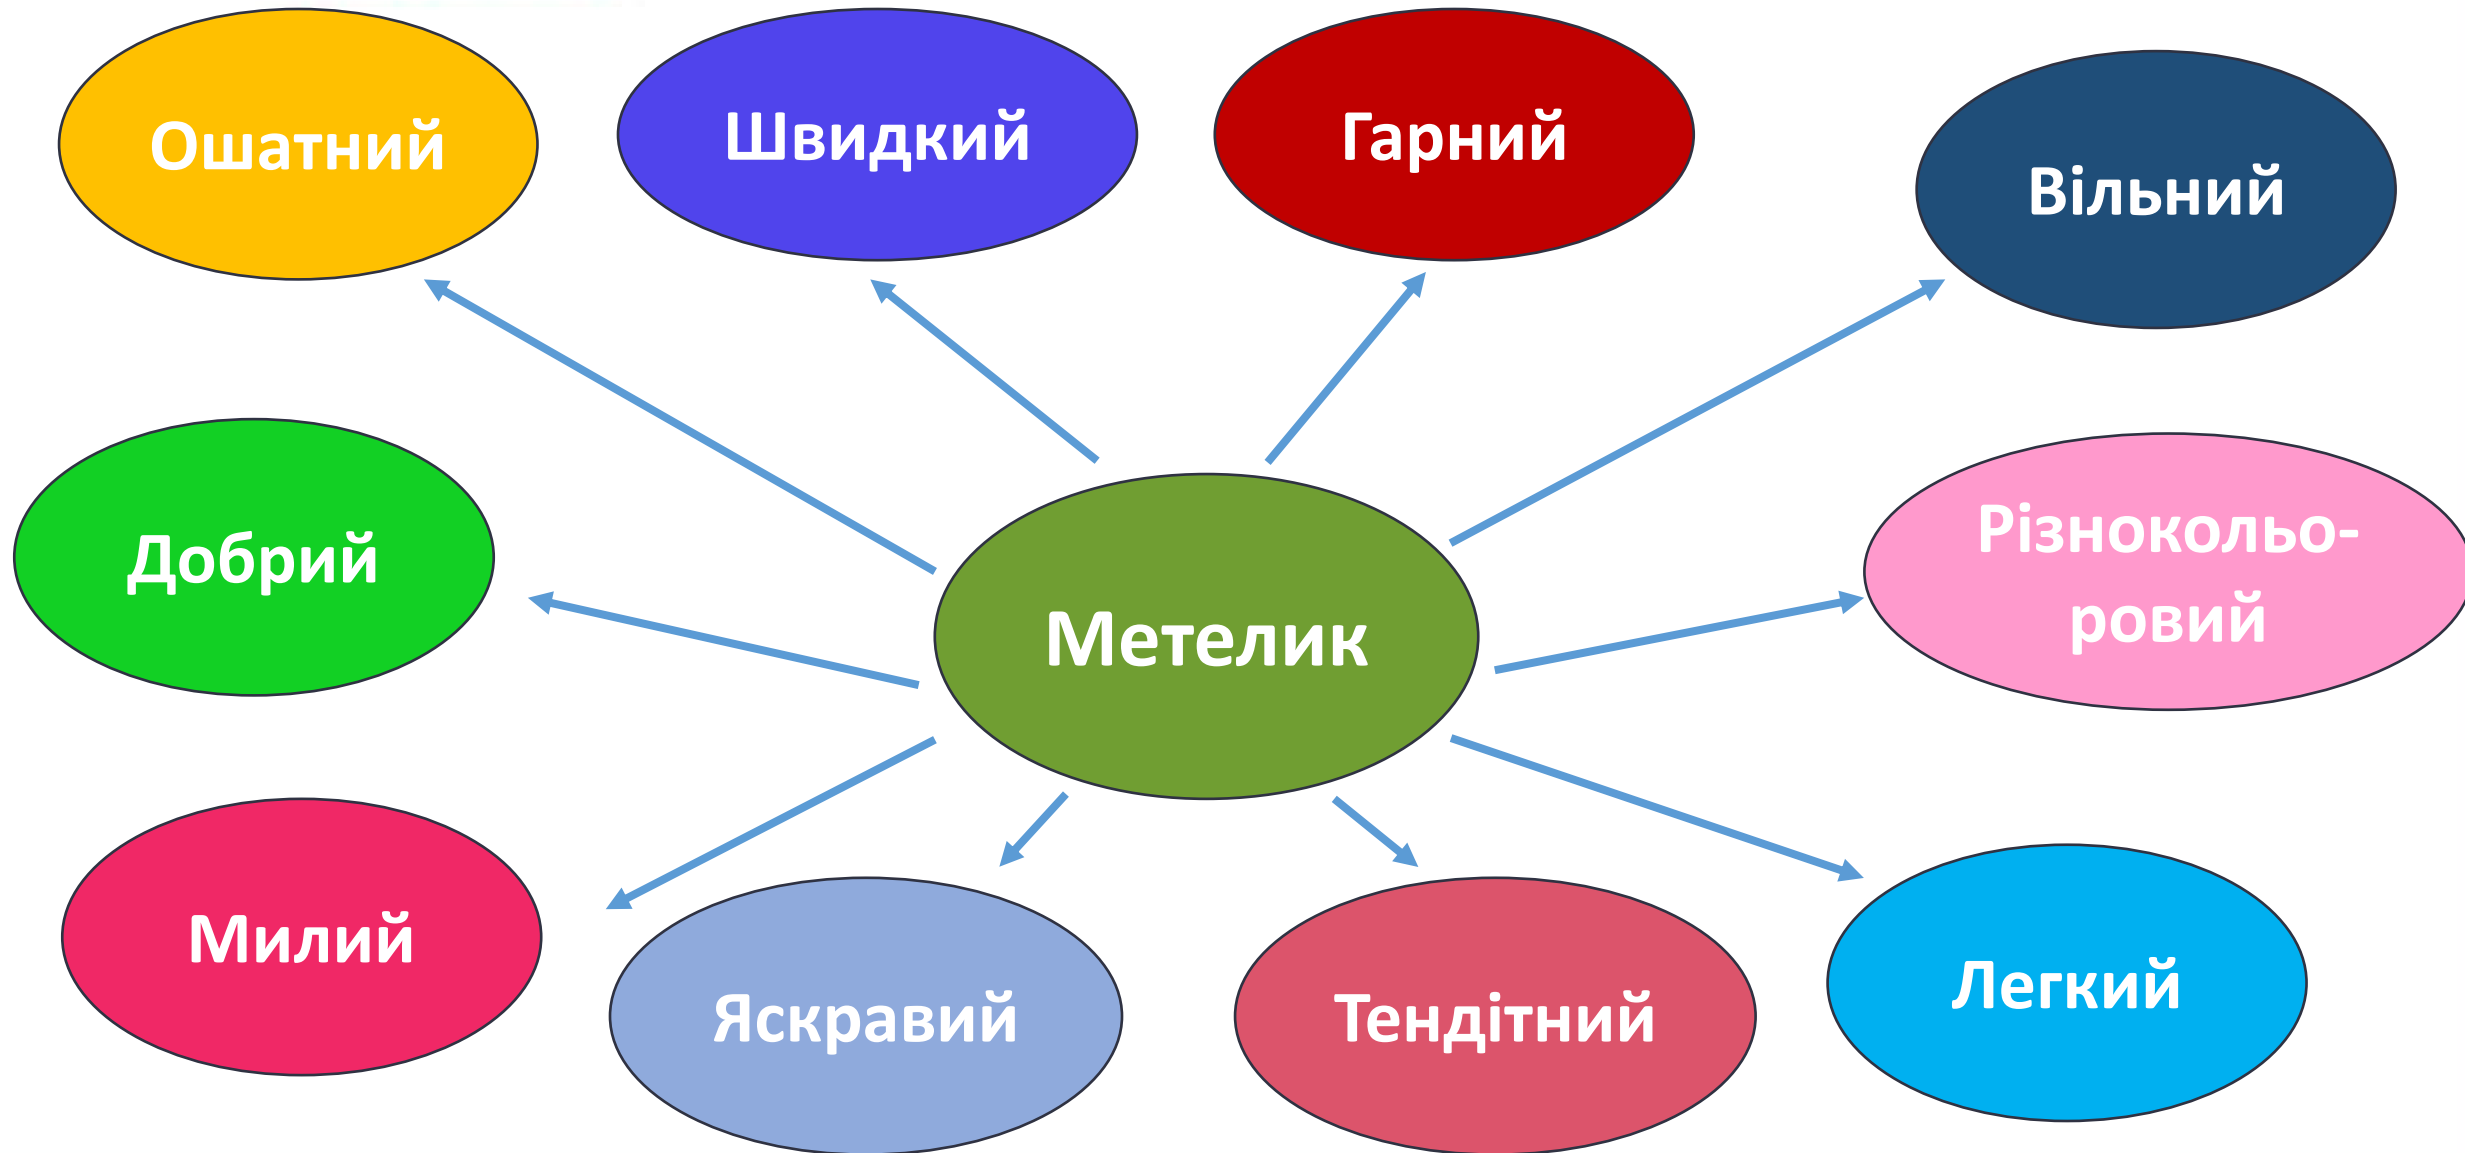 Ошатний
Швидкий
Гарний
Вільний
Добрий
Різнокольо-
ровий
Метелик
Милий
Яскравий
Тендітний
Легкий